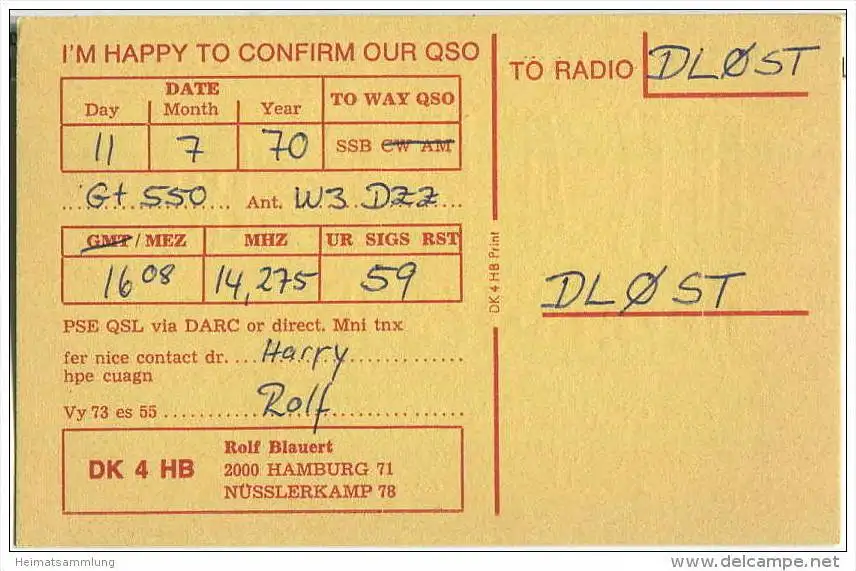 I'M HAPPY TO CONFIRM OUR QSO
DATE
Day Month Year
TO WAY QSO
11 7 70
SSB CW AM
Gt 550 Ant. W3 DZZ
GMT / MEZ MHZ UR SIGS RST
16 08 14,275 59
PSE QSL via DARC or direct. Mni tnx
fer nice contact dr. Harry
hpe cuagn
Vy 73 es 55 Rolf
DK 4 HB
Rolf Blauert
2000 HAMBURG 71
NÜSSLERKAMP 78
DK 4 HB Print
TO RADIO DLØST
DLØST
Heimatsammlung
www.delcampe.net